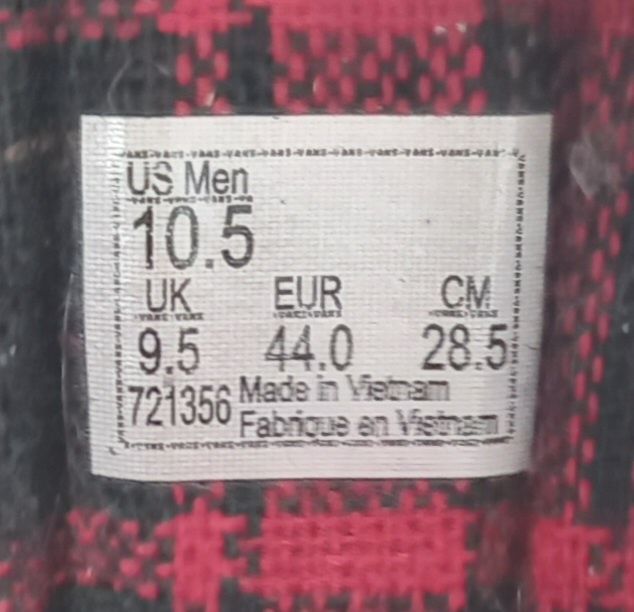 US Men
10.5
UK EUR CM
9.5 44.0 28.5
721356 Made in Vietnam
Fabrique en Vietnam